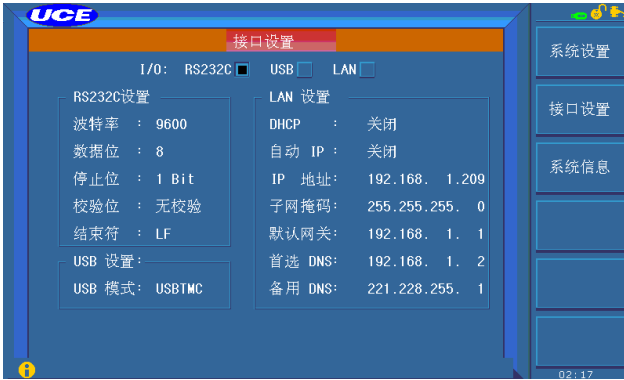 UCE
接口设置
I/O: RS232C USB LAN
RS232C设置
波特率 : 9600
数据位 : 8
停止位 : 1 Bit
校验位 : 无校验
结束符 : LF
USB 设置:
USB 模式: USBTMC
LAN 设置
DHCP : 关闭
自动 IP : 关闭
IP 地址: 192.168. 1.209
子网掩码: 255.255.255. 0
默认网关: 192.168. 1. 1
首选 DNS: 192.168. 1. 2
备用 DNS: 221.228.255. 1
系统设置
接口设置
系统信息
02:17